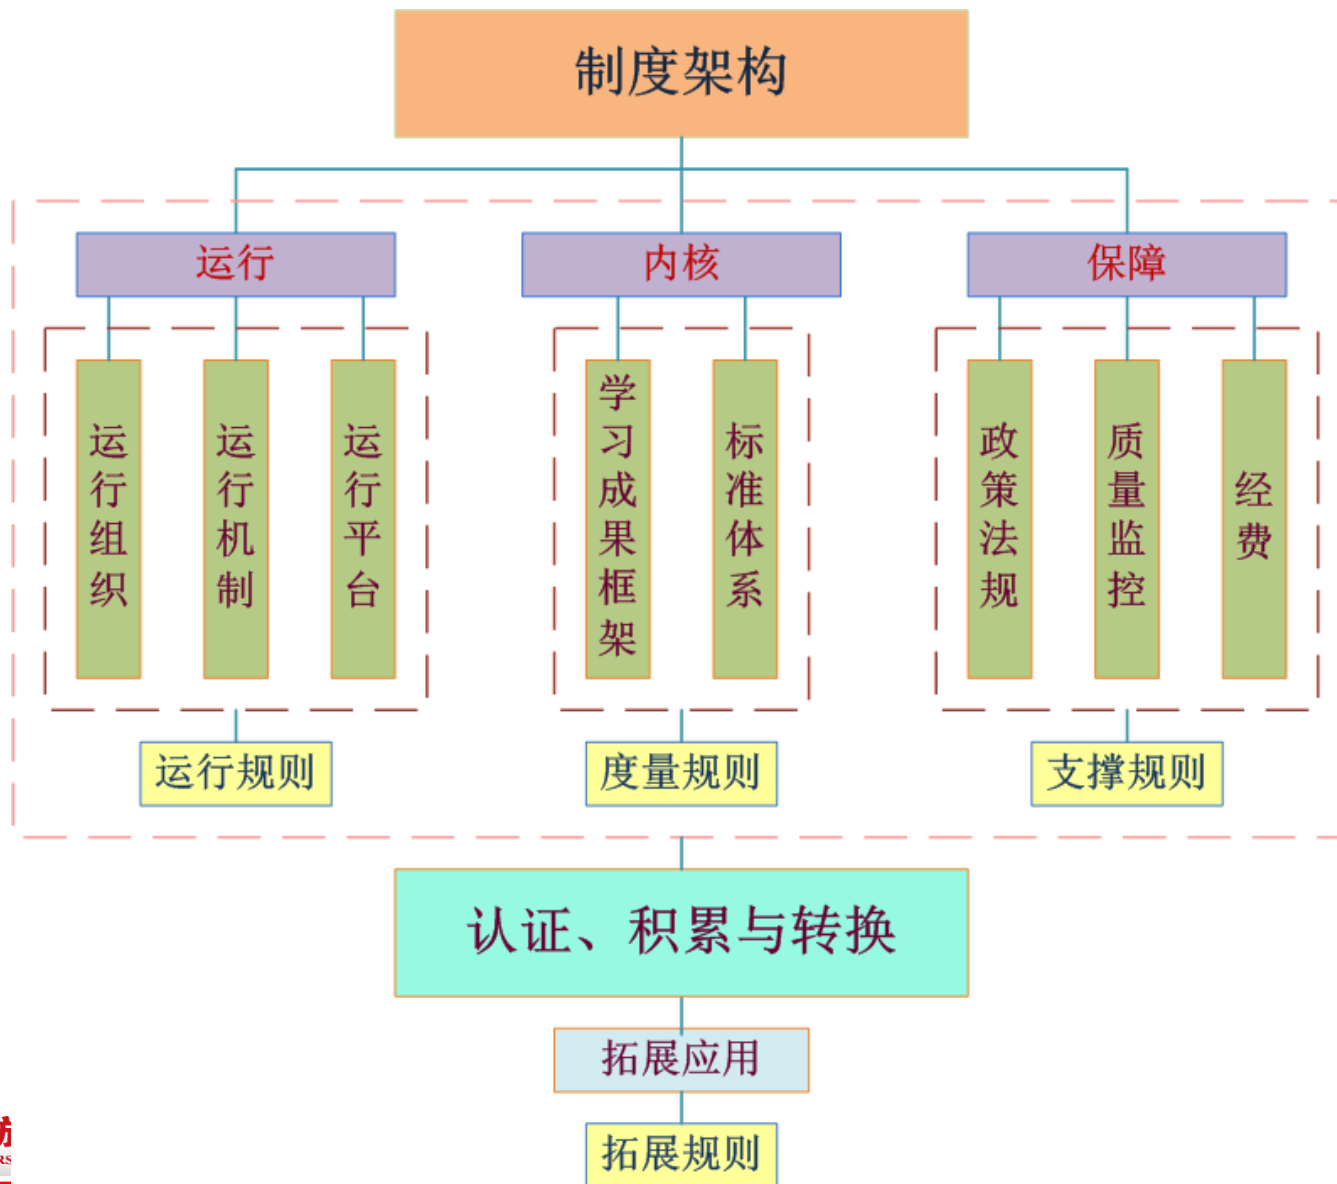 制度架构
运行
内核
保障
运行组织
运行机制
运行平台
学习成果框架
标准体系
政策法规
质量监控
经费
运行规则
度量规则
支撑规则
认证、积累与转换
拓展应用
拓展规则